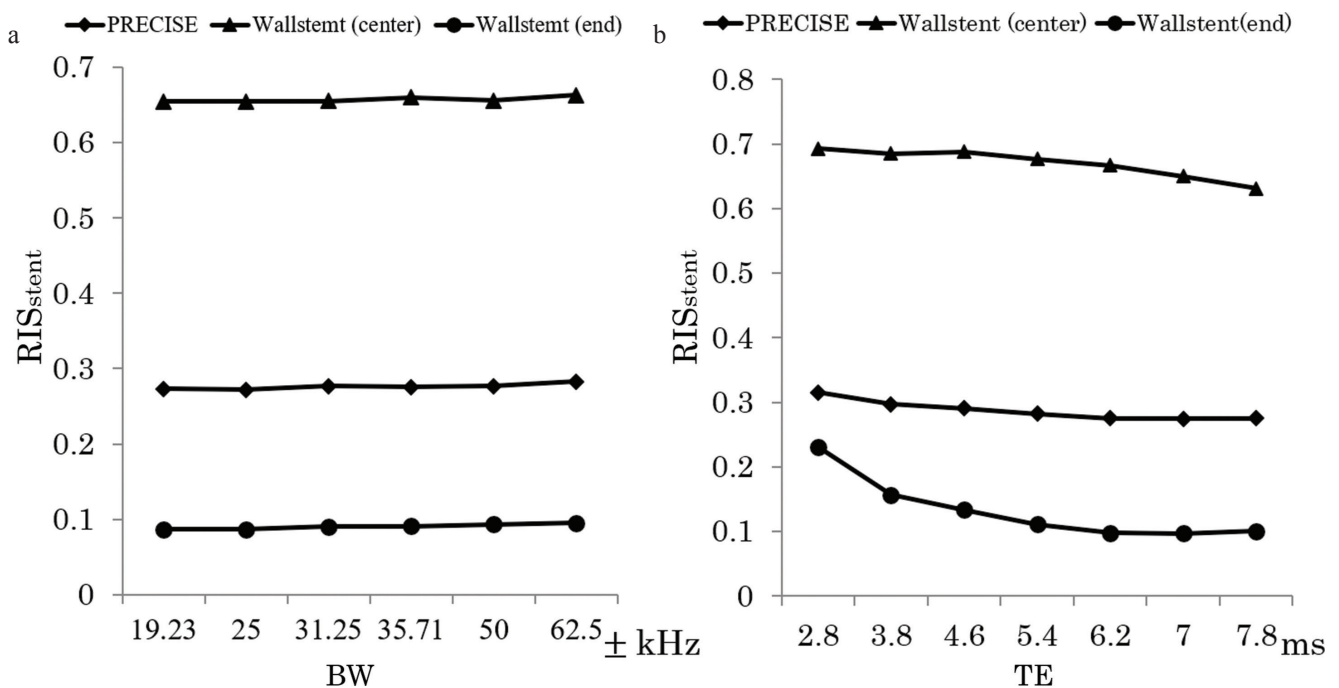 a
PRECISE Wallstemt (center) Wallstemt (end)
0.7
0.6
0.5
0.4
0.3
0.2
0.1
0
RISstent
19.23 25 31.25 35.71 50 62.5 ± kHz
BW
b
PRECISE Wallstent (center) Wallstent(end)
0.8
0.7
0.6
0.5
0.4
0.3
0.2
0.1
0
RISstent
2.8 3.8 4.6 5.4 6.2 7 7.8 ms
TE